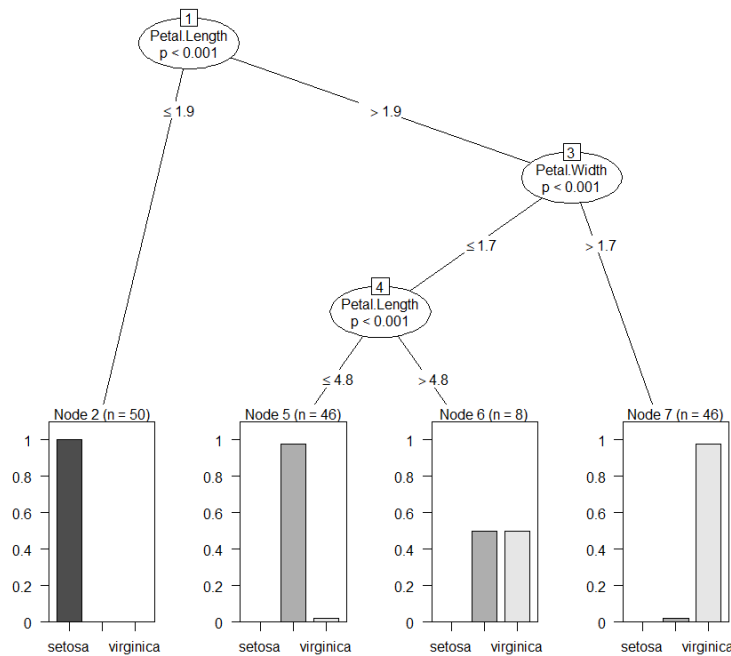 1
Petal.Length
p < 0.001
≤ 1.9
> 1.9
3
Petal.Width
p < 0.001
≤ 1.7
> 1.7
4
Petal.Length
p < 0.001
≤ 4.8
> 4.8
Node 2 (n = 50)
1
0.8
0.6
0.4
0.2
0
setosa virginica
Node 5 (n = 46)
1
0.8
0.6
0.4
0.2
0
setosa virginica
Node 6 (n = 8)
1
0.8
0.6
0.4
0.2
0
setosa virginica
Node 7 (n = 46)
1
0.8
0.6
0.4
0.2
0
setosa virginica